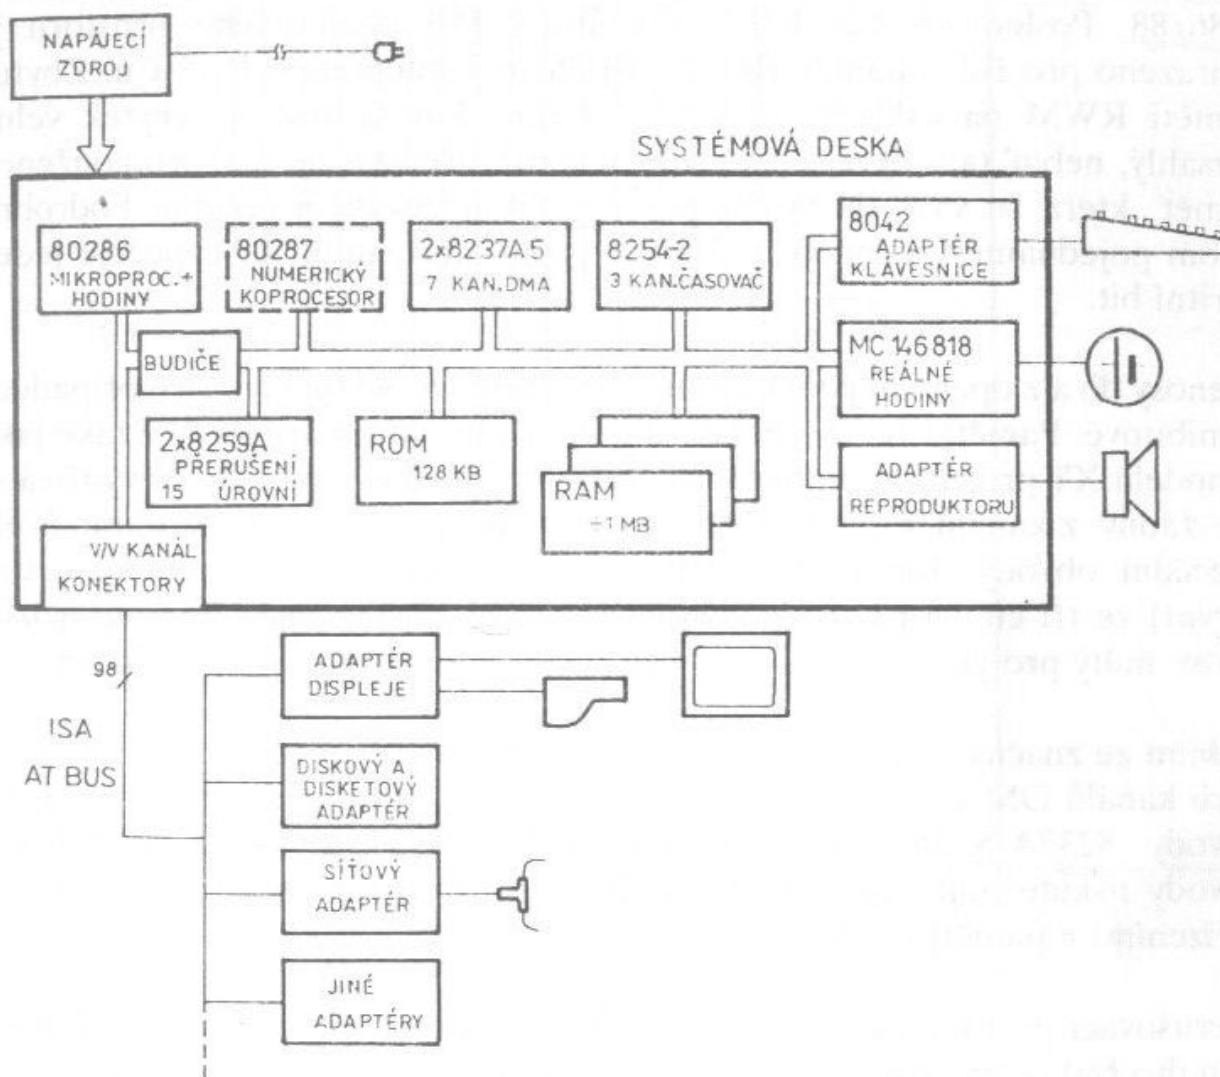 NAPÁJECÍ
ZDROJ
SYSTÉMOVÁ DESKA
80286
MIKROPROC.+
HODINY
80287
NUMERICKÝ
KOPROCESOR
2x8237A5
7 KAN.DMA
8254-2
3 KAN.ČASOVAČ
8042
ADAPTÉR
KLÁVESNICE
BUDIČE
MC 146818
REÁLNÉ
HODINY
2x8259A
PŘERUŠENÍ
15 ÚROVNÍ
ROM
128 KB
RAM
÷1 MB
ADAPTÉR
REPRODUKTORU
V/V KANÁL
KONEKTORY
98
ISA
AT BUS
ADAPTÉR
DISPLEJE
DISKOVÝ A
DISKETOVÝ
ADAPTÉR
SÍŤOVÝ
ADAPTÉR
JINÉ
ADAPTÉRY